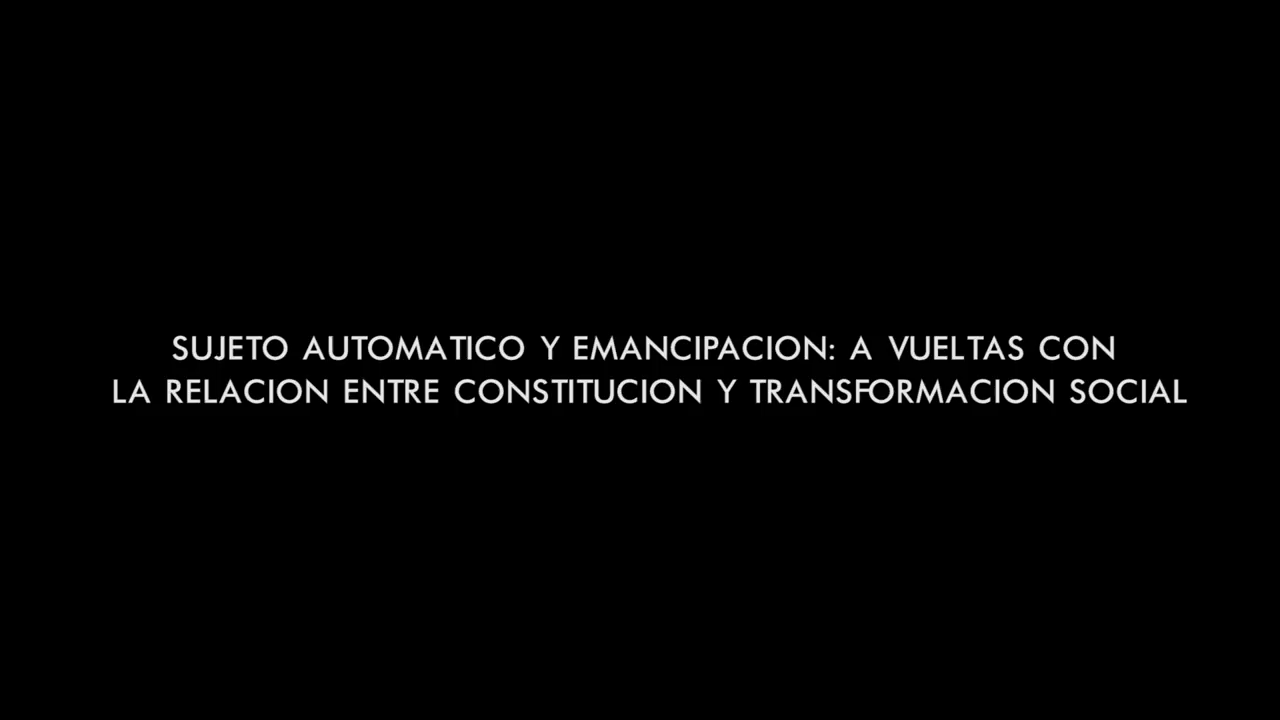 SUJETO AUTOMATICO Y EMANCIPACION: A VUELTAS CON
LA RELACION ENTRE CONSTITUCION Y TRANSFORMACION SOCIAL